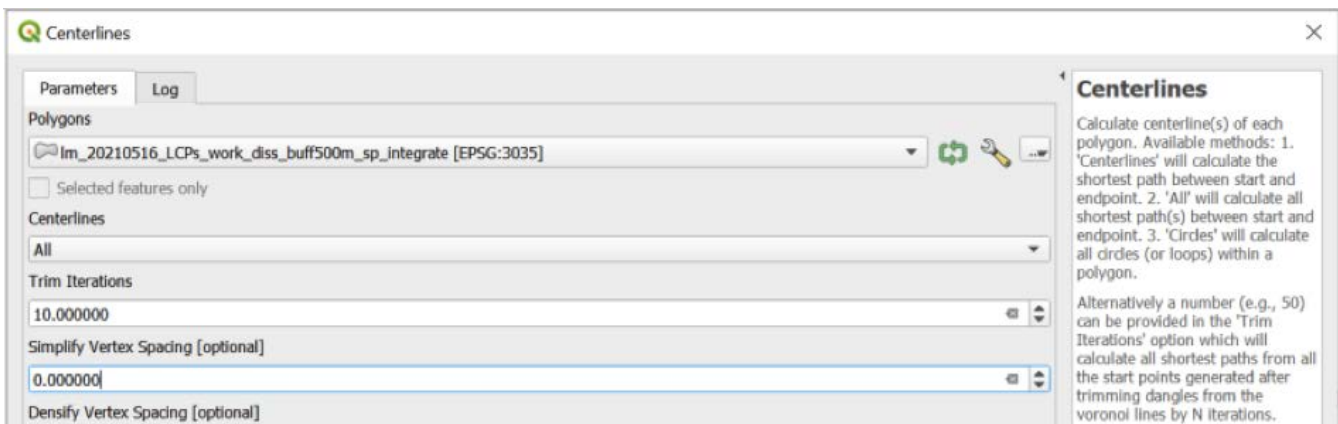 Centerlines
Parameters Log
Polygons
lm_20210516_LCPs_work_diss_buff500m_sp_integrate [EPSG:3035]
Selected features only
Centerlines
All
Trim Iterations
10.000000
Simplify Vertex Spacing [optional]
0.000000
Densify Vertex Spacing [optional]
Centerlines
Calculate centerline(s) of each
polygon. Available methods: 1.
'Centerlines' will calculate the
shortest path between start and
endpoint. 2. 'All' will calculate all
shortest path(s) between start and
endpoint. 3. 'Circles' will calculate
all circles (or loops) within a
polygon.
Alternatively a number (e.g., 50)
can be provided in the 'Trim
Iterations' option which will
calculate all shortest paths from all
the start points generated after
trimming dangles from the
voronoi lines by N iterations.